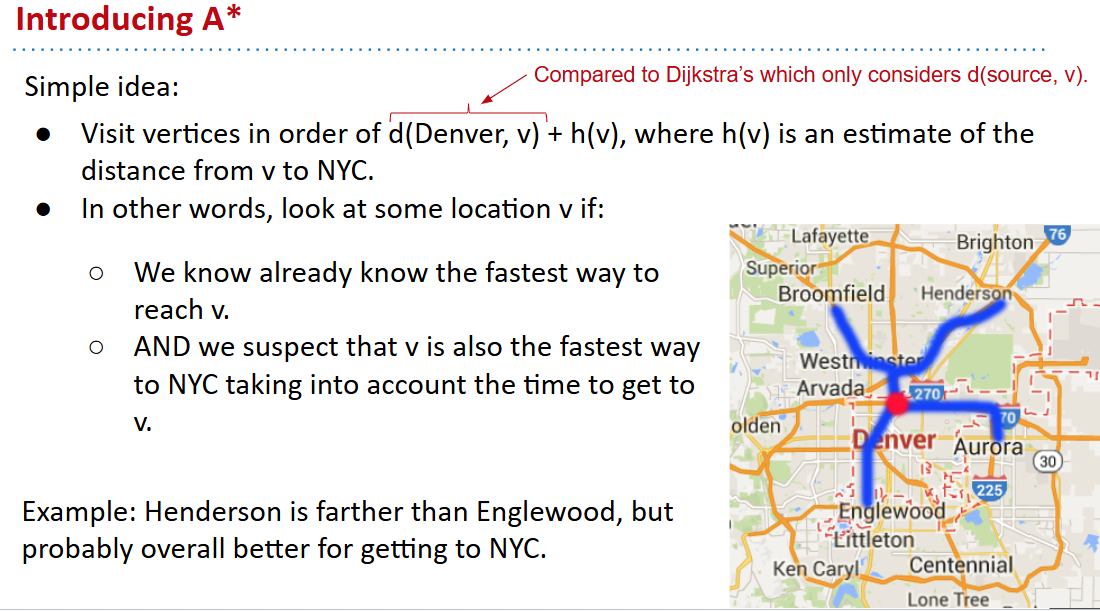 Introducing A*
Compared to Dijkstra's which only considers d(source, v).
Simple idea:
● Visit vertices in order of d(Denver, v) + h(v), where h(v) is an estimate of the
distance from v to NYC.
● In other words, look at some location v if:
○ We know already know the fastest way to
reach v.
○ AND we suspect that v is also the fastest way
to NYC taking into account the time to get to
v.
Example: Henderson is farther than Englewood, but
probably overall better for getting to NYC.
Lafayette
Brighton
76
Superior
Broomfield
Henderson
Westminster
Arvada
270
olden
70
Denver
Aurora
30
225
Englewood
Littleton
Ken Caryl
Centennial
Lone Tree